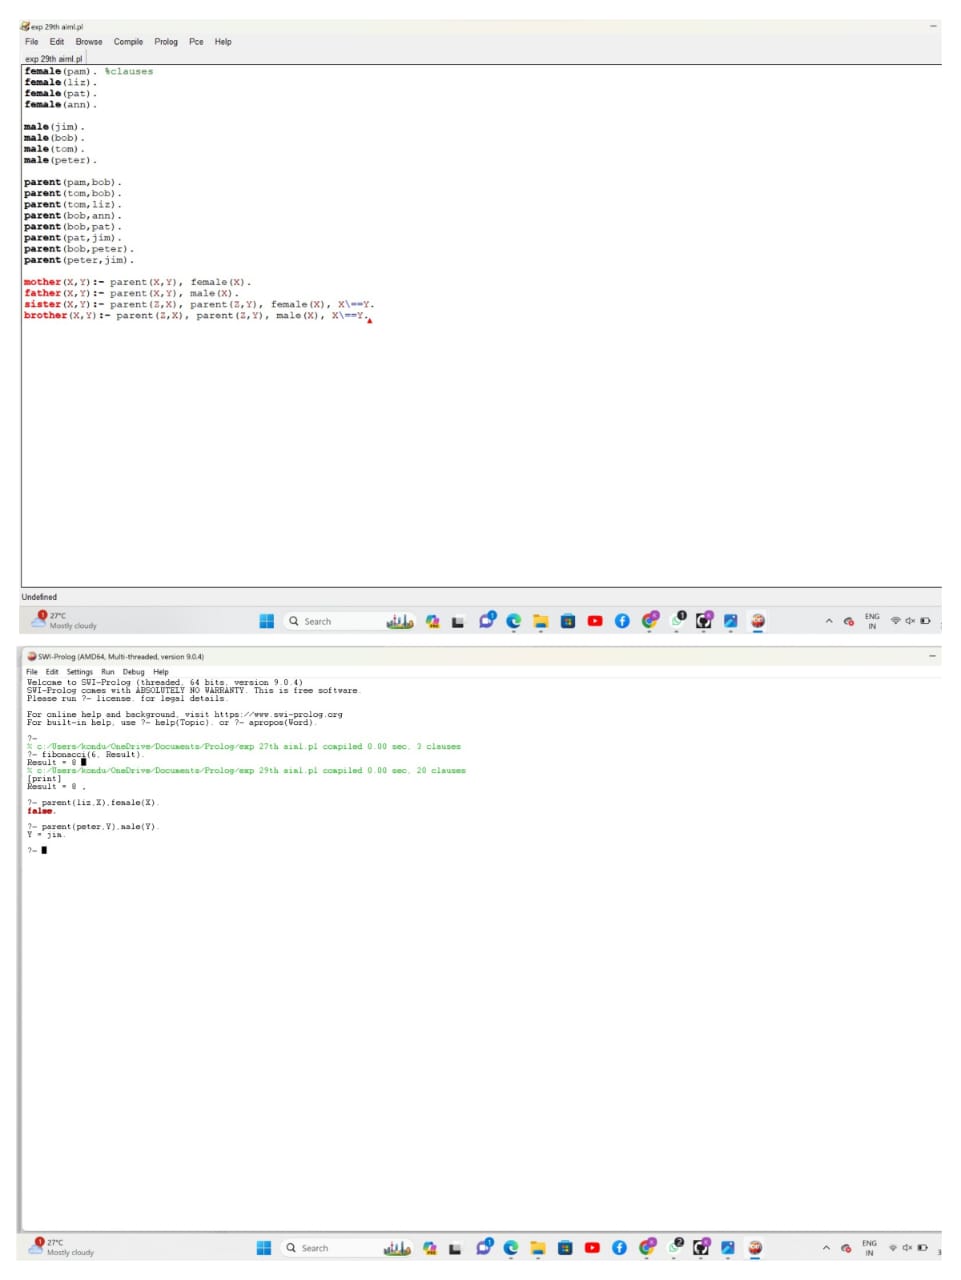 exp 29th aiml.pl
File Edit Browse Compile Prolog Pce Help
exp 29th aiml.pl
female(pam). %clauses
female(liz).
female(pat).
female(ann).
male(jim).
male(bob).
male(tom).
male(peter).
parent(pam,bob).
parent(tom,bob).
parent(tom,liz).
parent(bob,ann).
parent(bob,pat).
parent(pat,jim).
parent(bob,peter).
parent(peter,jim).
mother(X,Y):- parent(X,Y), female(X).
father(X,Y):- parent(X,Y), male(X).
sister(X,Y):- parent(Z,X), parent(Z,Y), female(X), X\==Y.
brother(X,Y):- parent(Z,X), parent(Z,Y), male(X), X\==Y.
Undefined
27°C
Mostly cloudy
Search
ENG
IN
SWI-Prolog (AMD64, Multi-threaded, version 9.0.4)
File Edit Settings Run Debug Help
Welcome to SWI-Prolog (threaded, 64 bits, version 9.0.4)
SWI-Prolog comes with ABSOLUTELY NO WARRANTY. This is free software.
Please run ?- license. for legal details.
For online help and background, visit https://www.swi-prolog.org
For built-in help, use ?- help(Topic). or ?- apropos(Word).
?-
% c:/Users/kondu/OneDrive/Documents/Prolog/exp 27th aiml.pl compiled 0.00 sec, 3 clauses
?- fibonacci(6, Result).
Result = 8
% c:/Users/kondu/OneDrive/Documents/Prolog/exp 29th aiml.pl compiled 0.00 sec, 20 clauses
[print]
Result = 8 .
?- parent(liz,X),female(X).
false.
?- parent(peter,Y),male(Y).
Y = jim.
?-
27°C
Mostly cloudy
Search
ENG
IN